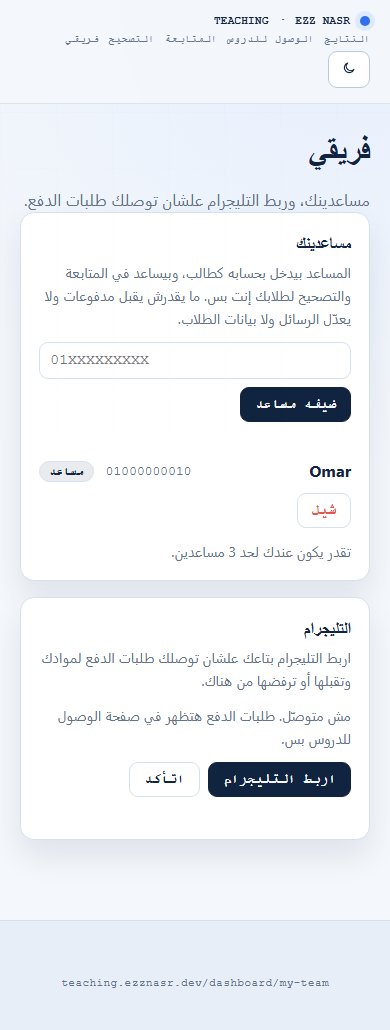 TEACHING · EZZ NASR
النتايج الوصول للدروس المتابعة التصحيح فريقي
فريقي
مساعدينك، وربط التليجرام علشان توصلك طلبات الدفع.
مساعدينك
المساعد بيدخل بحسابه كطالب، وبيساعد في المتابعة
والتصحيح لطلابك إنت بس. ما يقدرش يقبل مدفوعات ولا
يعدّل الرسائل ولا بيانات الطلاب.
01XXXXXXXXX
ضيفه مساعد
Omar 01000000010 مساعد
شيل
تقدر يكون عندك لحد 3 مساعدين.
التليجرام
اربط التليجرام بتاعك علشان توصلك طلبات الدفع لموادك
وتقبلها أو ترفضها من هناك.
مش متوصّل. طلبات الدفع هتظهر في صفحة الوصول
للدروس بس.
اربط التليجرام اتأكد
teaching.ezznasr.dev/dashboard/my-team